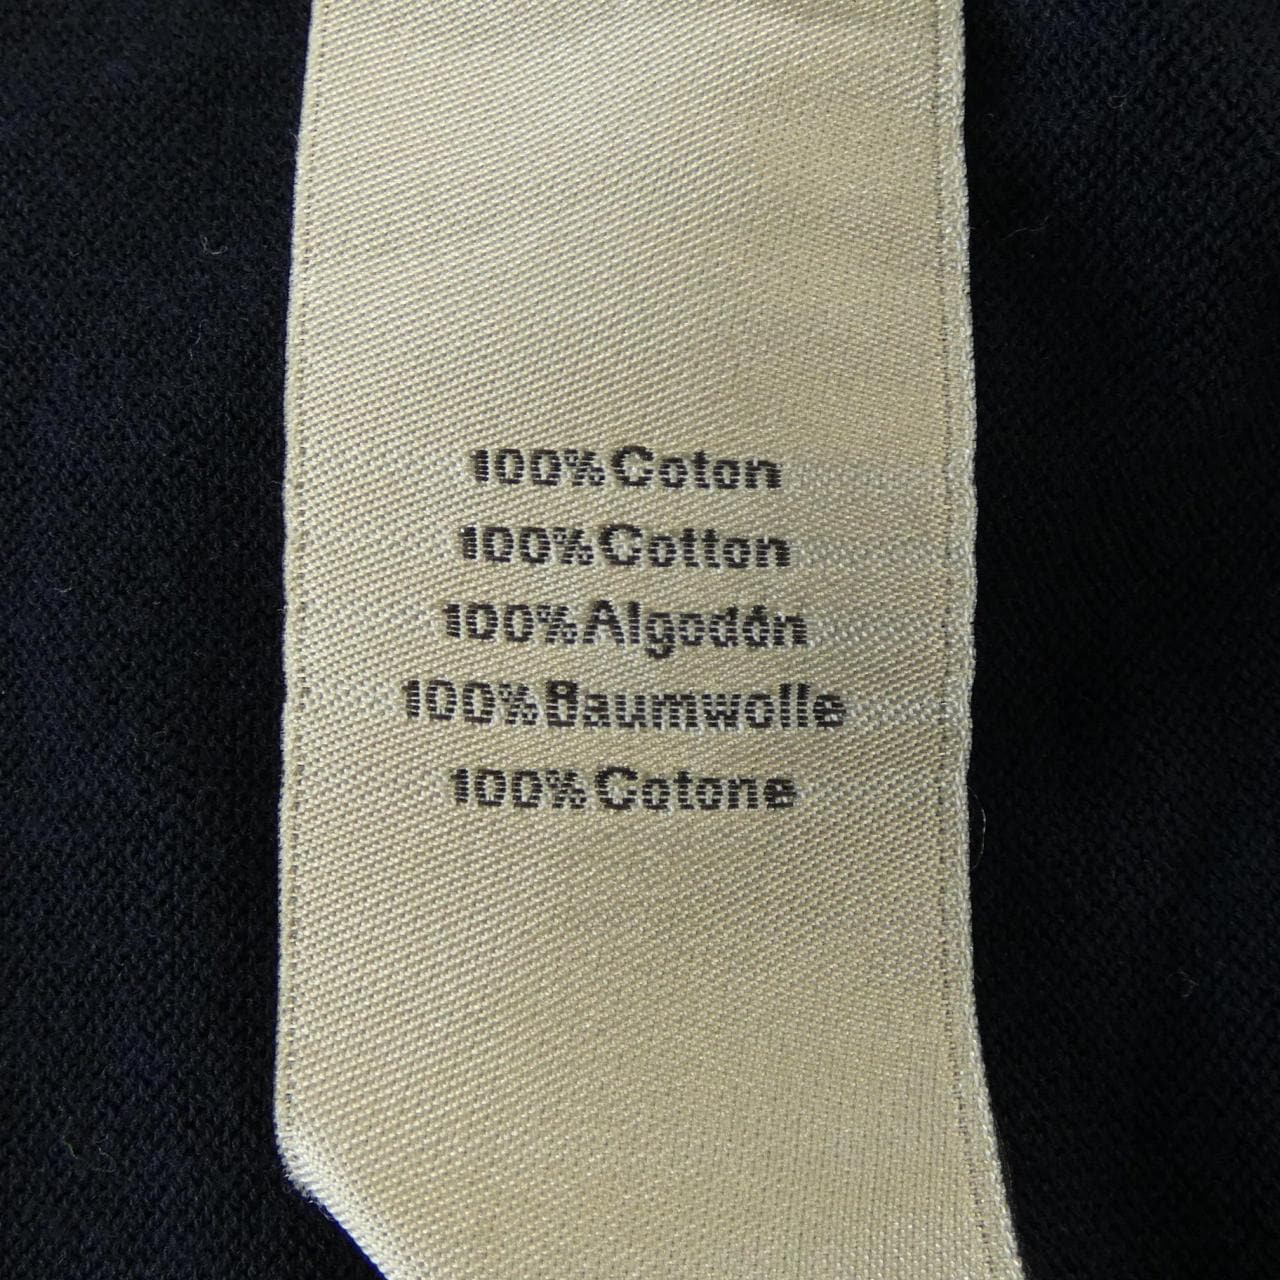 100% Coton
100% Cotton
100% Algodón
100% Baumwolle
100% Cotone